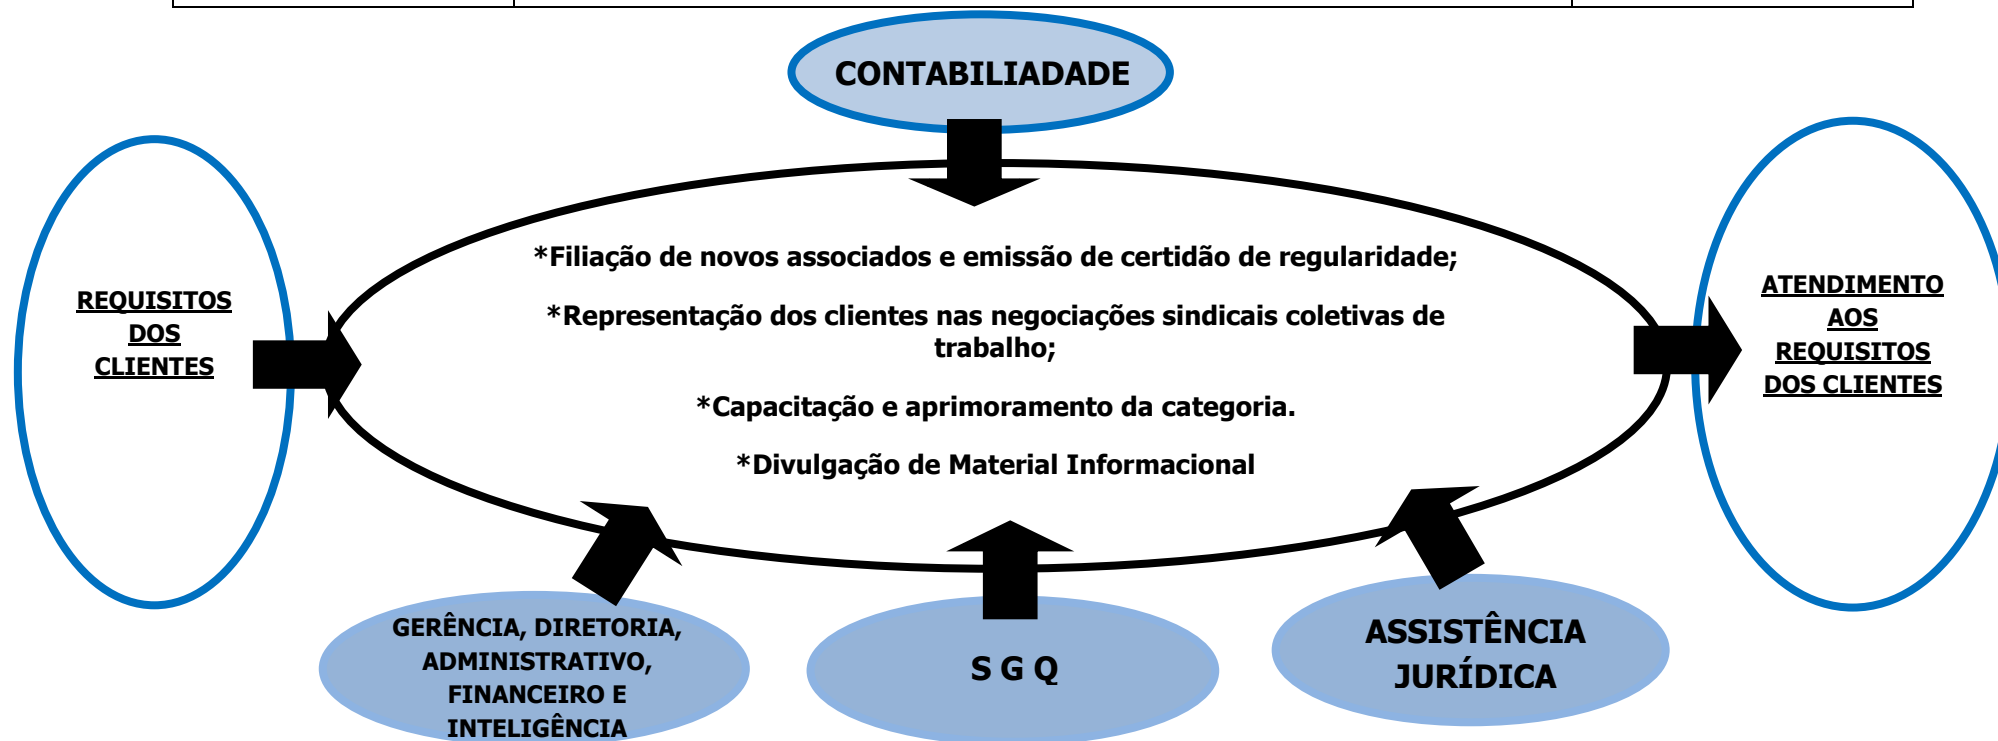 CONTABILIADADE
*Filiação de novos associados e emissão de certidão de regularidade;
*Representação dos clientes nas negociações sindicais coletivas de
trabalho;
*Capacitação e aprimoramento da categoria.
*Divulgação de Material Informacional
REQUISITOS
DOS
CLIENTES
ATENDIMENTO
AOS
REQUISITOS
DOS CLIENTES
GERÊNCIA, DIRETORIA,
ADMINISTRATIVO,
FINANCEIRO E
INTELIGÊNCIA
S G Q
ASSISTÊNCIA
JURÍDICA